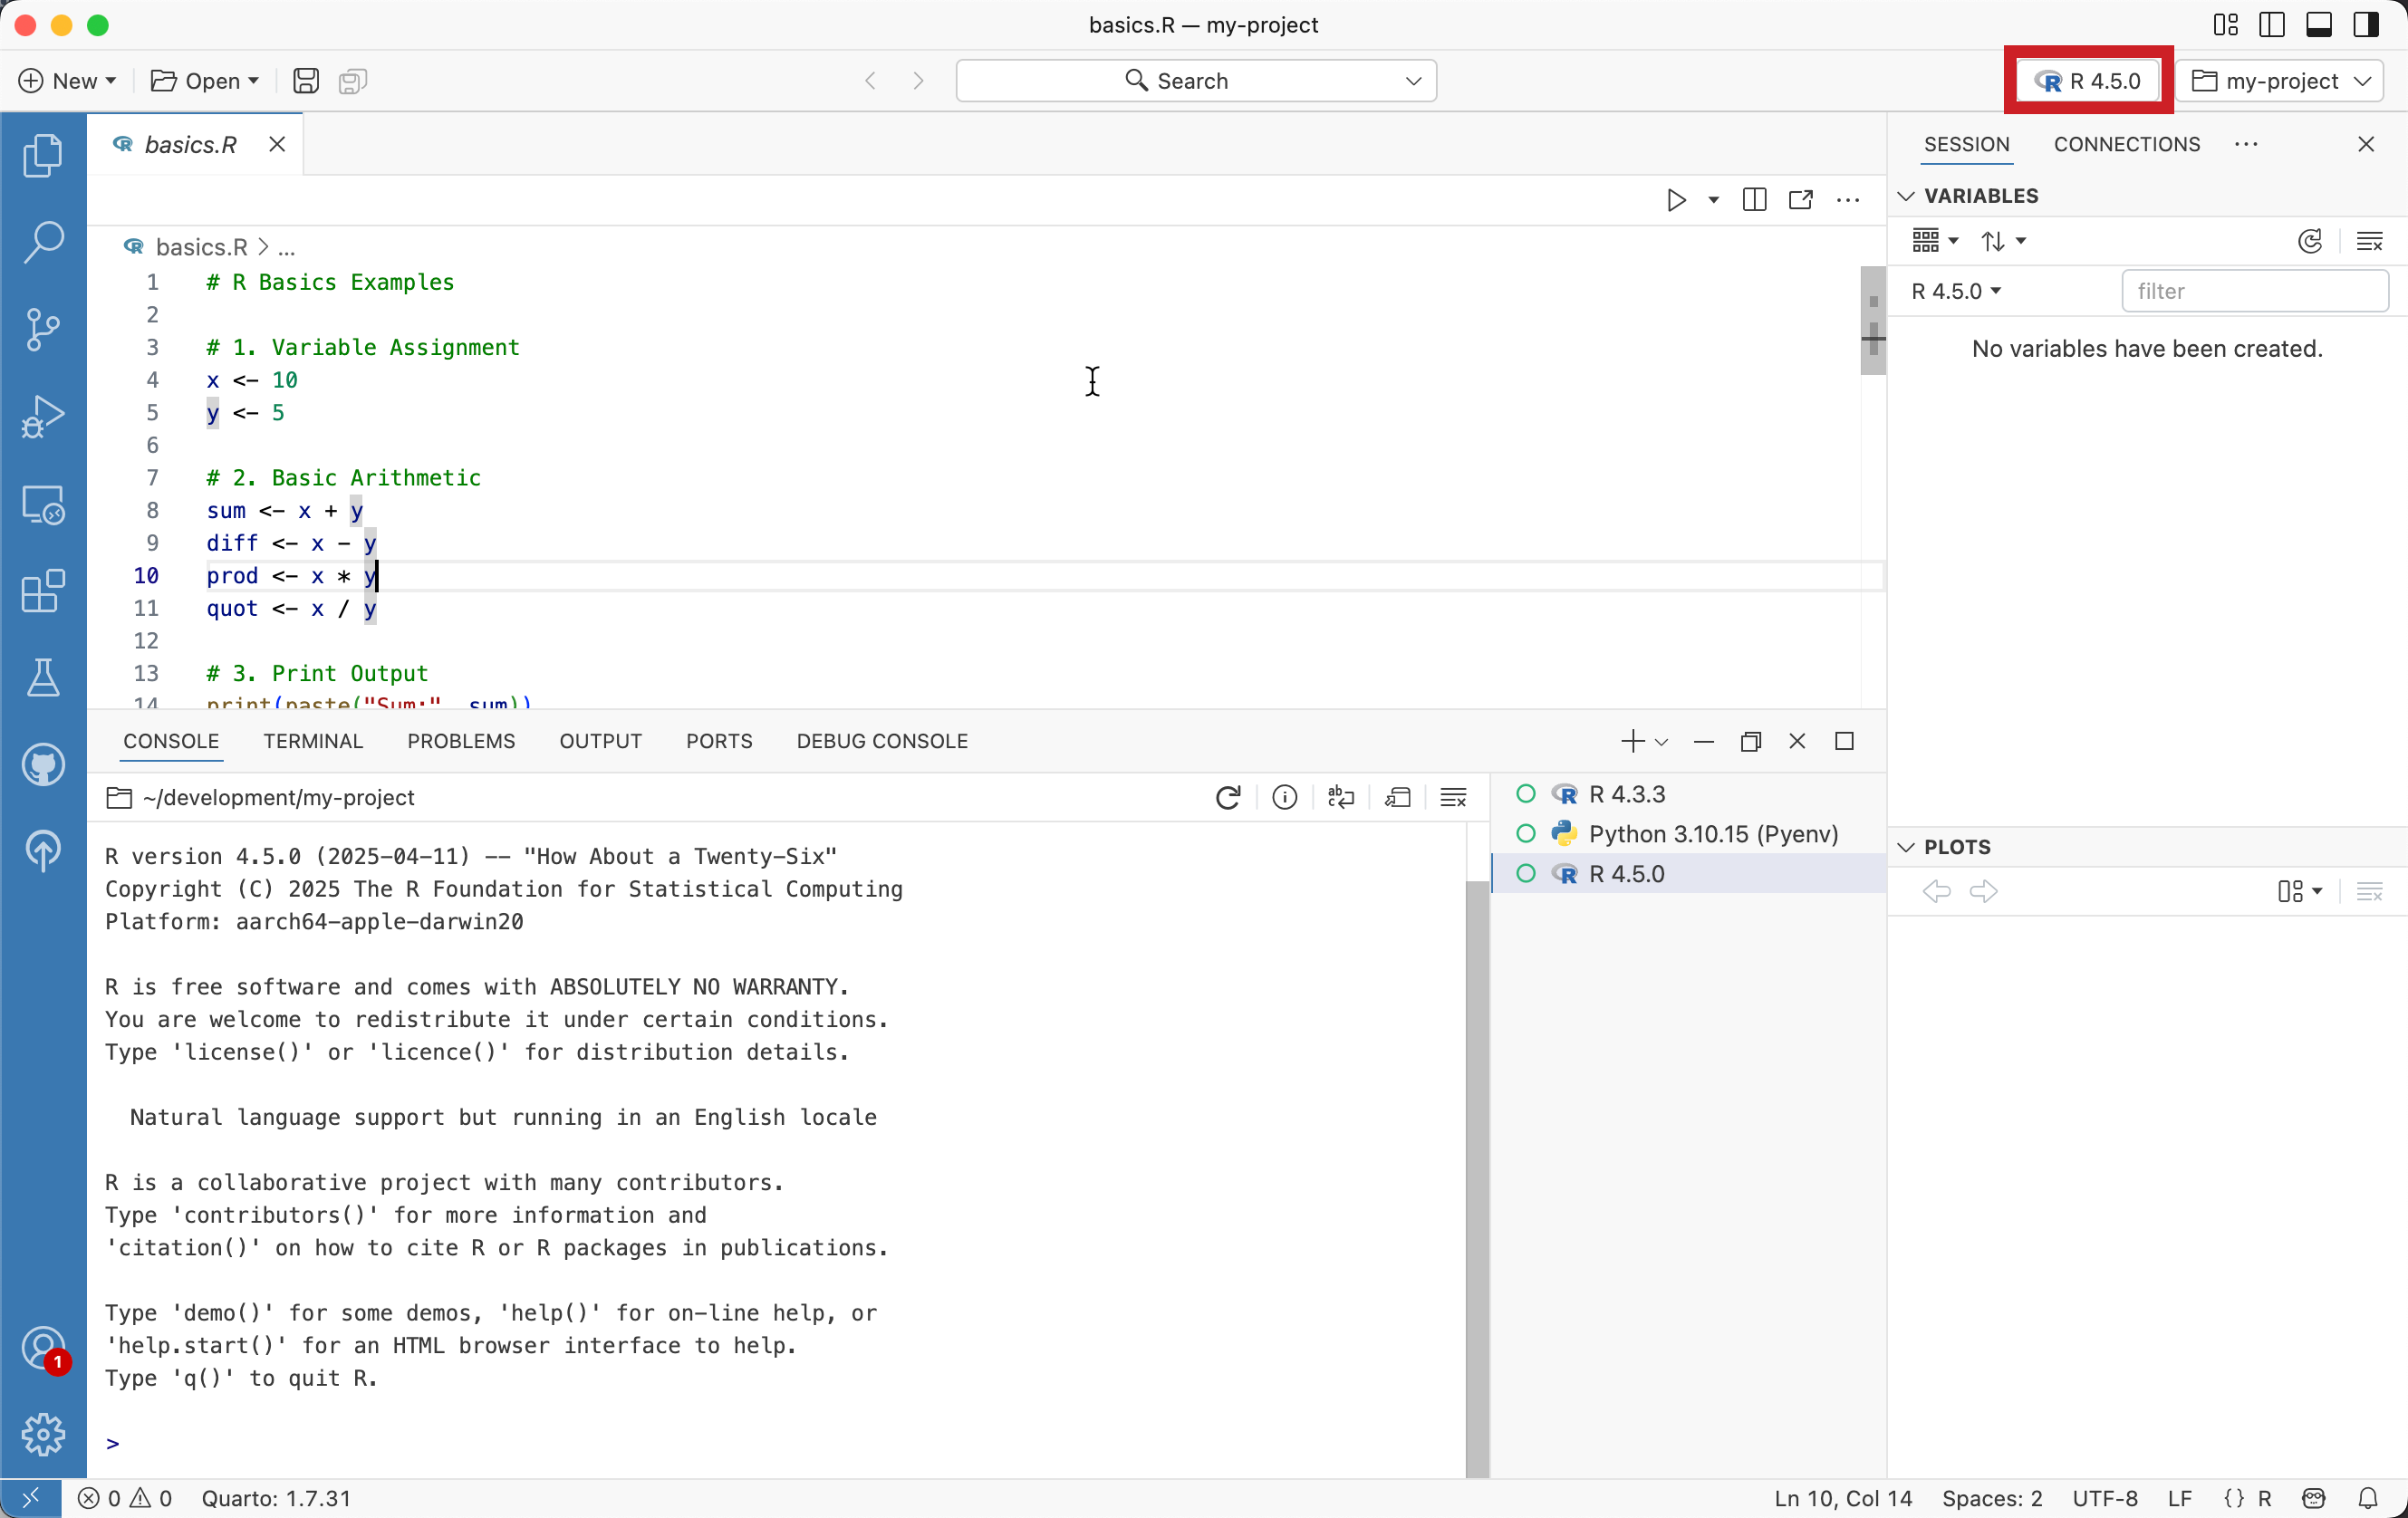 basics.R — my-project
New
Open
Search
R 4.5.0
my-project
basics.R
basics.R > ...
1 # R Basics Examples
2
3 # 1. Variable Assignment
4 x <- 10
5 y <- 5
6
7 # 2. Basic Arithmetic
8 sum <- x + y
9 diff <- x - y
10 prod <- x * y
11 quot <- x / y
12
13 # 3. Print Output
14 print(paste("Sum:", sum))
SESSION
CONNECTIONS
VARIABLES
R 4.5.0
filter
No variables have been created.
PLOTS
CONSOLE
TERMINAL
PROBLEMS
OUTPUT
PORTS
DEBUG CONSOLE
~/development/my-project
R version 4.5.0 (2025-04-11) -- "How About a Twenty-Six"
Copyright (C) 2025 The R Foundation for Statistical Computing
Platform: aarch64-apple-darwin20
R is free software and comes with ABSOLUTELY NO WARRANTY.
You are welcome to redistribute it under certain conditions.
Type 'license()' or 'licence()' for distribution details.
Natural language support but running in an English locale
R is a collaborative project with many contributors.
Type 'contributors()' for more information and
'citation()' on how to cite R or R packages in publications.
Type 'demo()' for some demos, 'help()' for on-line help, or
'help.start()' for an HTML browser interface to help.
Type 'q()' to quit R.
>
R 4.3.3
Python 3.10.15 (Pyenv)
R 4.5.0
1
0 0
Quarto: 1.7.31
Ln 10, Col 14
Spaces: 2
UTF-8
LF
{} R